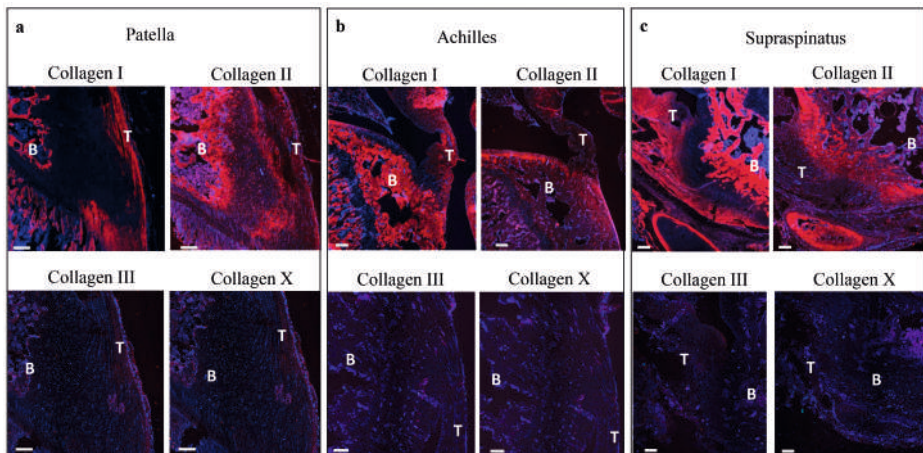 a
Patella
Collagen I
Collagen II
T
B
B
T
Collagen III
Collagen X
T
B
T
B
b
Achilles
Collagen I
Collagen II
T
B
T
B
Collagen III
Collagen X
B
T
B
T
c
Supraspinatus
Collagen I
Collagen II
T
B
B
T
Collagen III
Collagen X
T
B
T
B